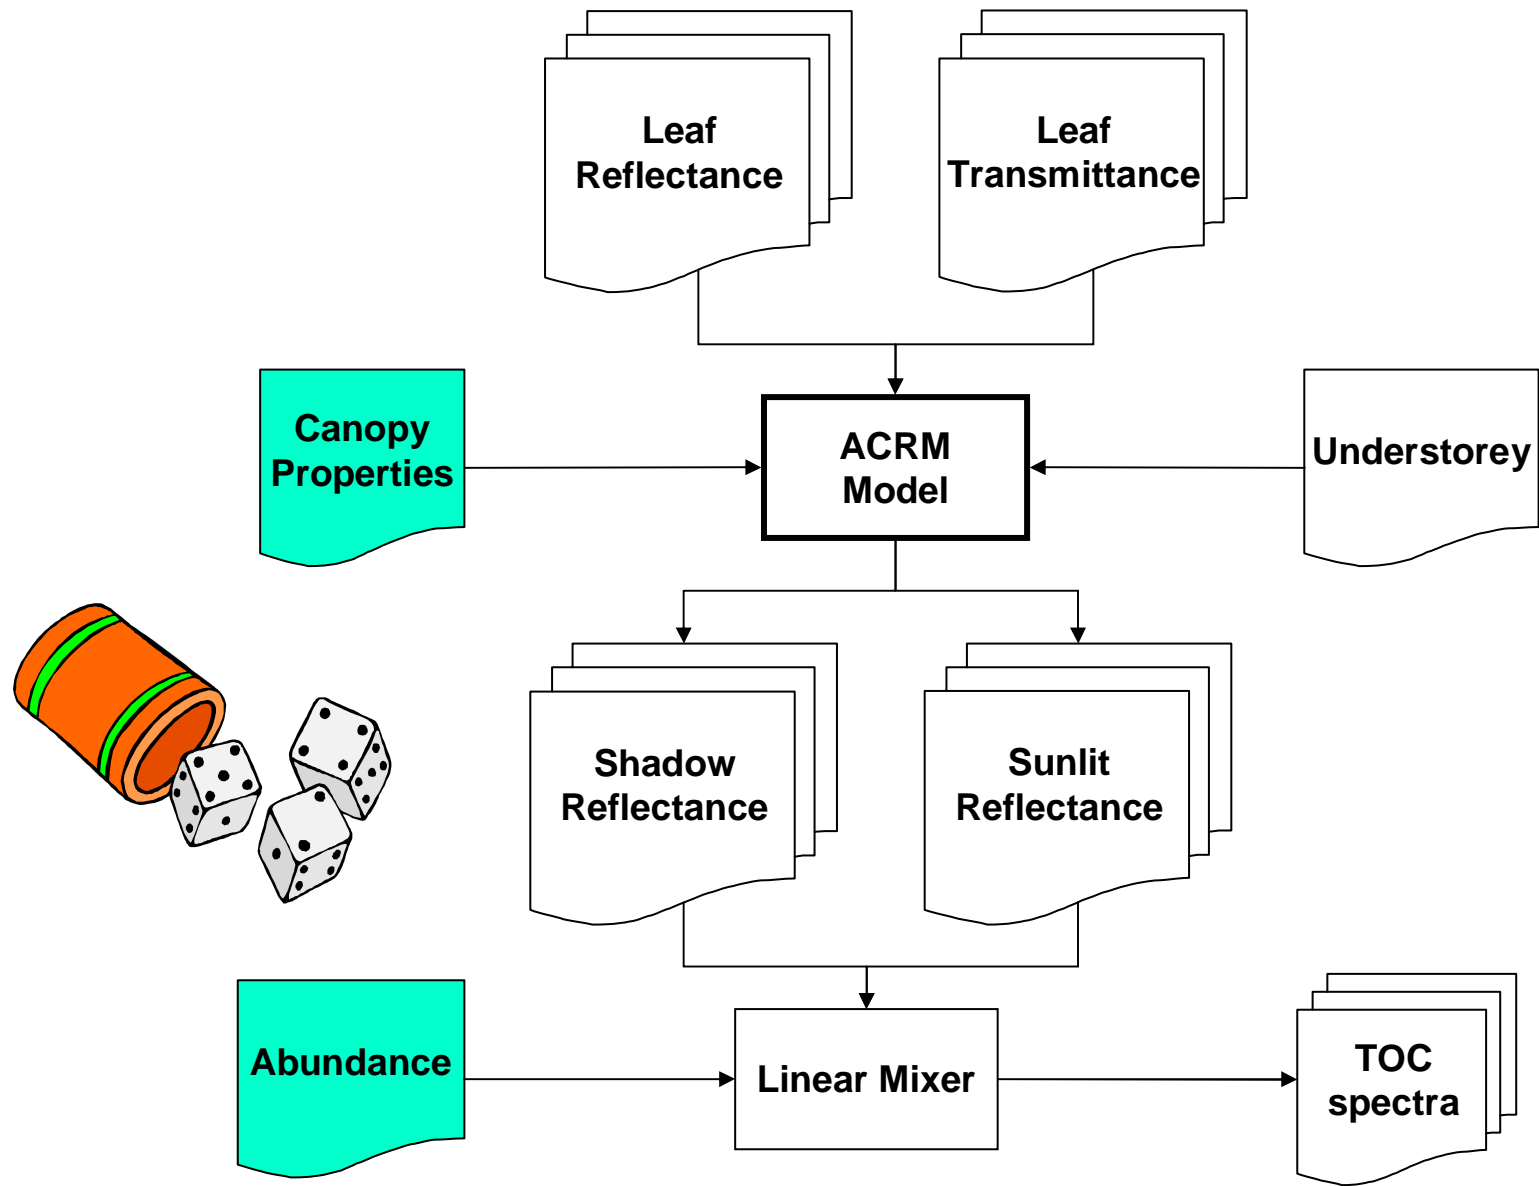 Leaf
Reflectance
Leaf
Transmittance
Canopy
Properties
ACRM
Model
Understorey
Shadow
Reflectance
Sunlit
Reflectance
Abundance
Linear Mixer
TOC
spectra